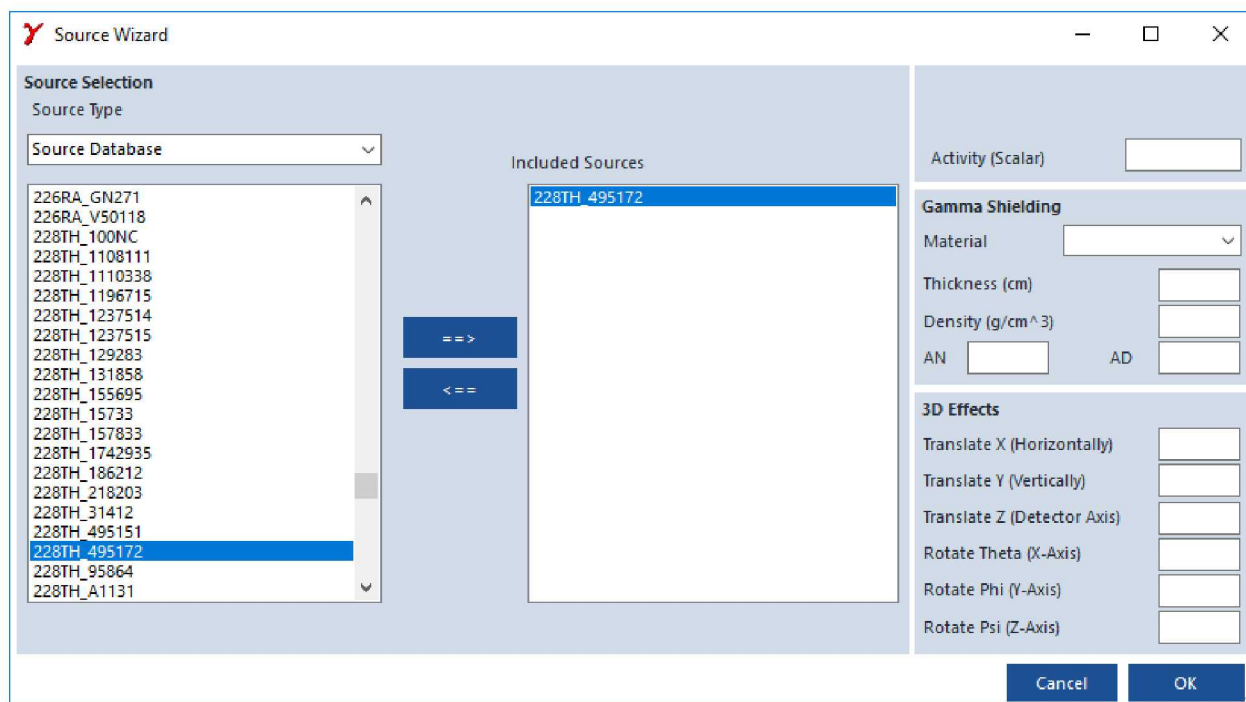 Source Wizard
Source Selection
Source Type
Source Database
226RA_GN271
226RA_V50118
228TH_100NC
228TH_1108111
228TH_1110338
228TH_1196715
228TH_1237514
228TH_1237515
228TH_129283
228TH_131858
228TH_155695
228TH_15733
228TH_157833
228TH_1742935
228TH_186212
228TH_218203
228TH_31412
228TH_495151
228TH_495172
228TH_95864
228TH_A1131
==>
<==
Included Sources
228TH_495172
Activity (Scalar)
Gamma Shielding
Material
Thickness (cm)
Density (g/cm^3)
AN AD
3D Effects
Translate X (Horizontally)
Translate Y (Vertically)
Translate Z (Detector Axis)
Rotate Theta (X-Axis)
Rotate Phi (Y-Axis)
Rotate Psi (Z-Axis)
Cancel OK